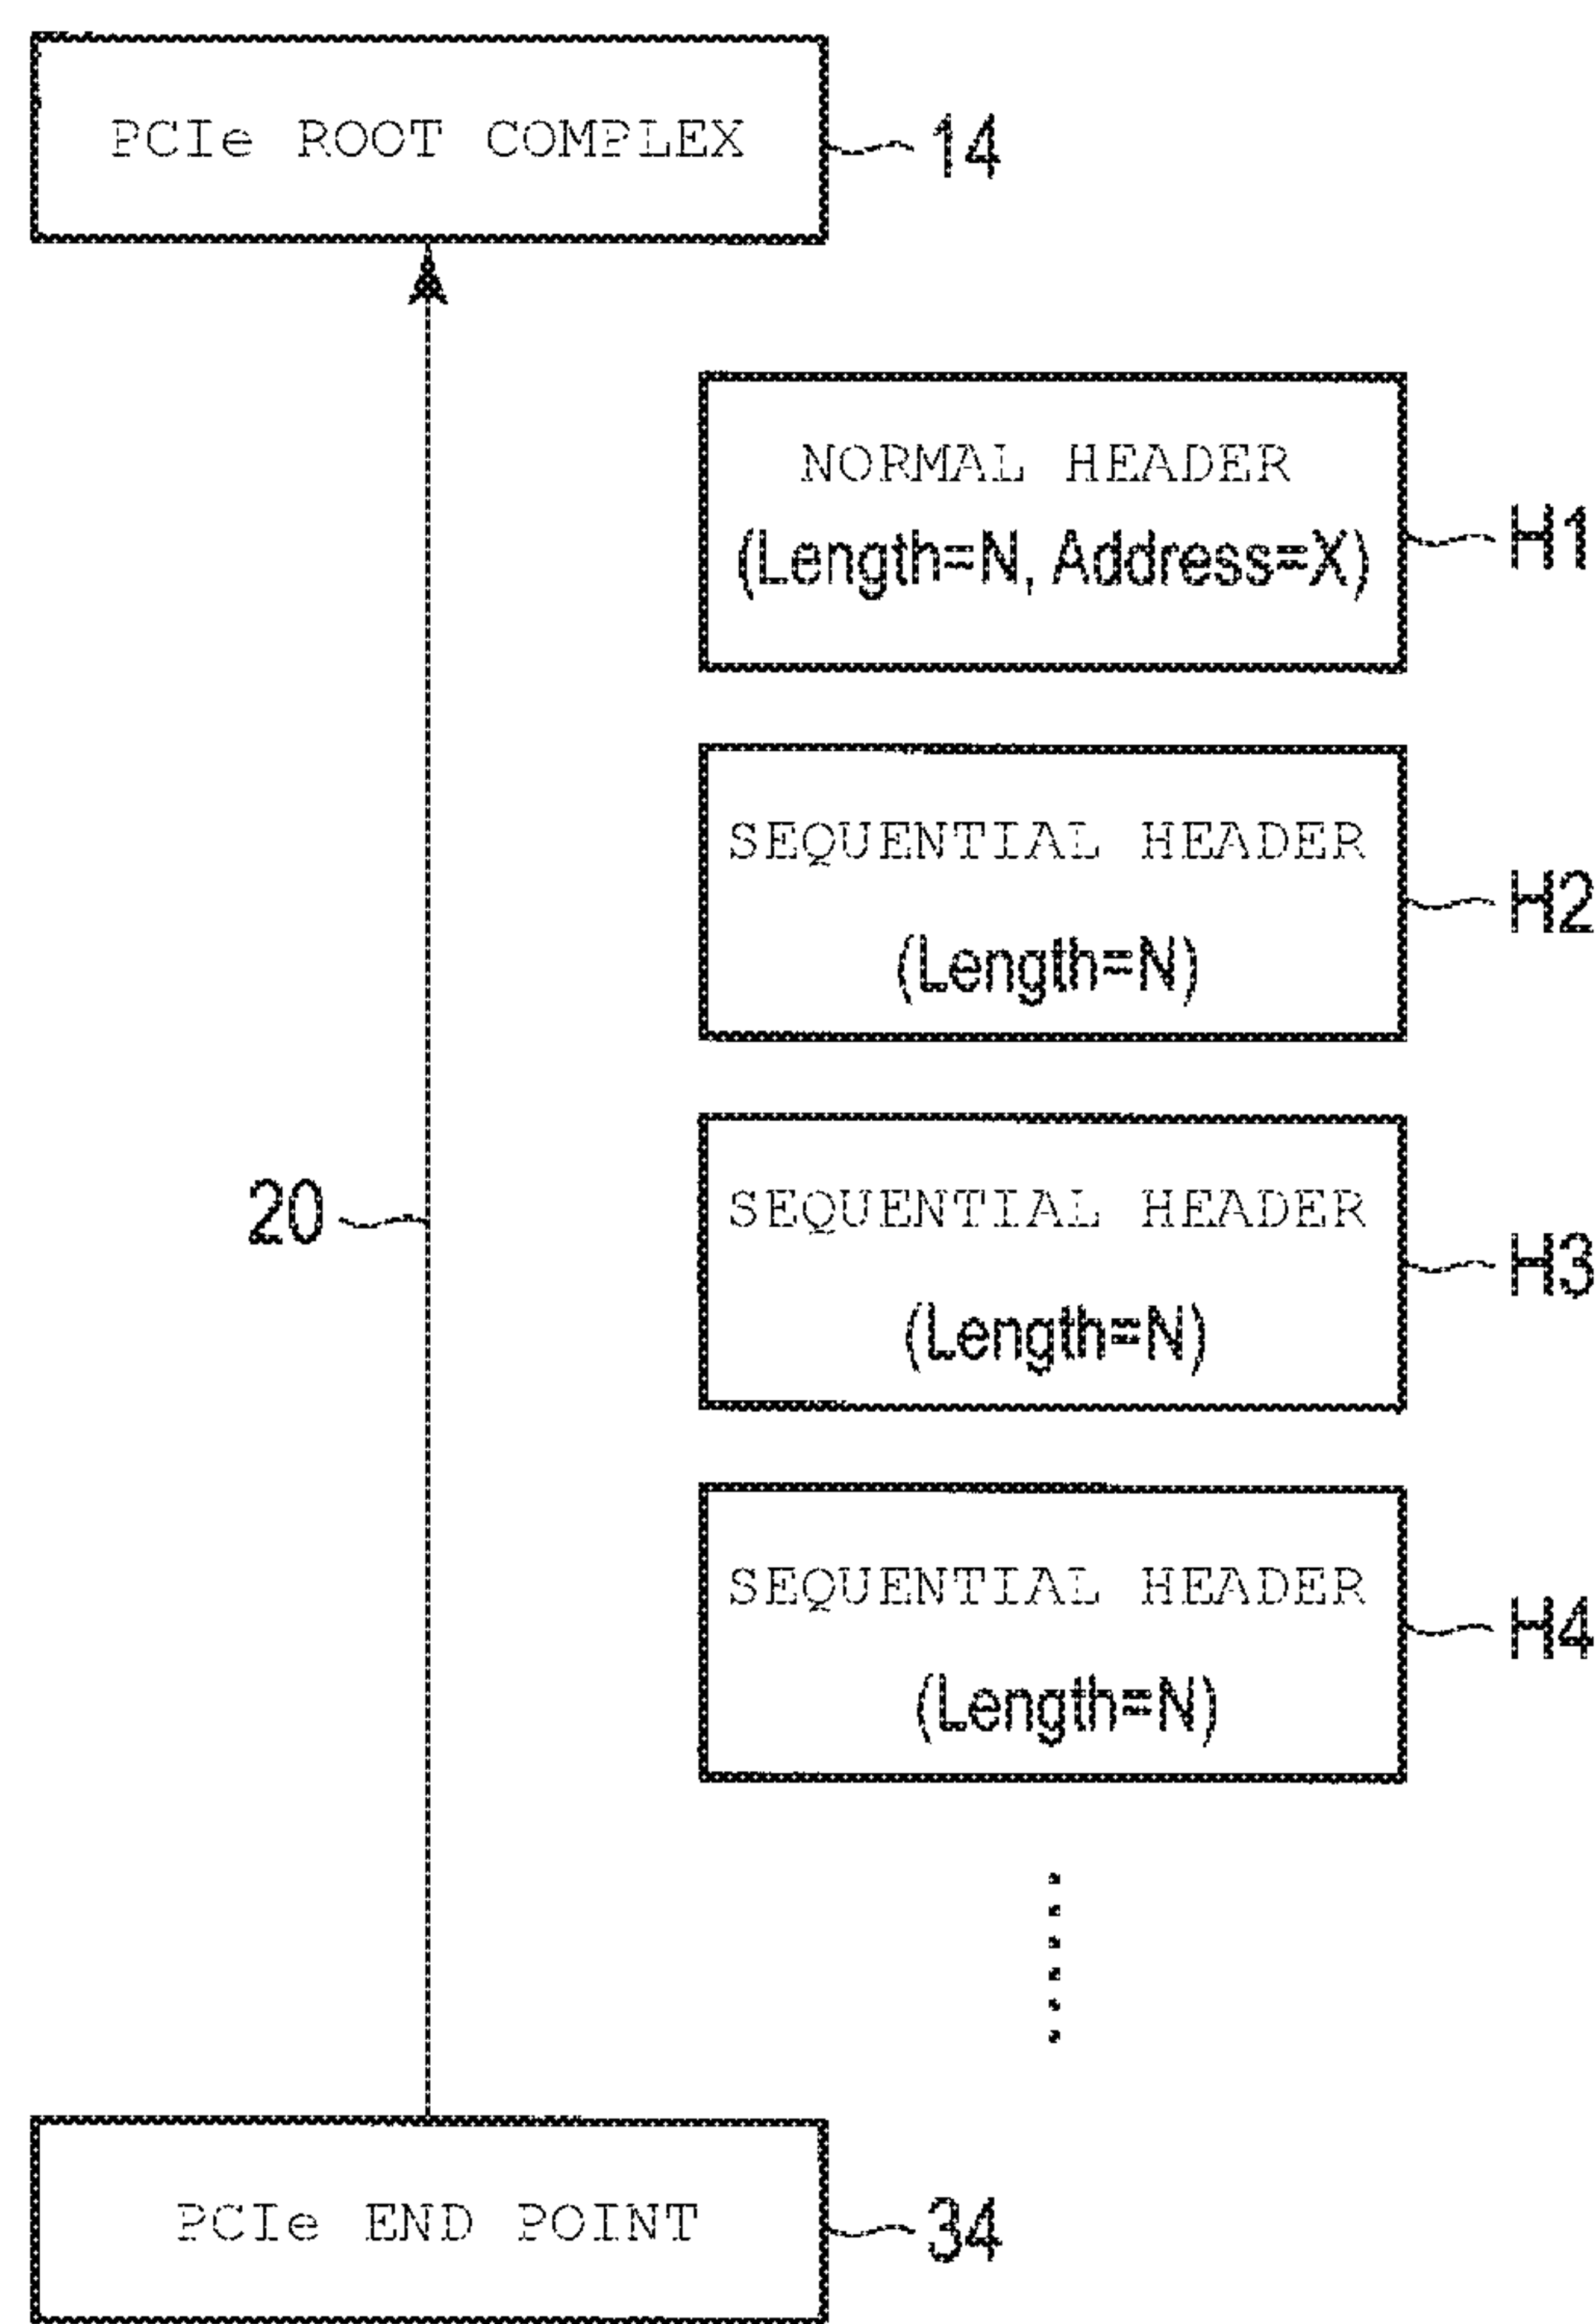 PCIe ROOT COMPLEX
14
NORMAL HEADER
(Length=N, Address=X)
H1
SEQUENTIAL HEADER
(Length=N)
H2
SEQUENTIAL HEADER
(Length=N)
H3
20
SEQUENTIAL HEADER
(Length=N)
H4
PCIe END POINT
34